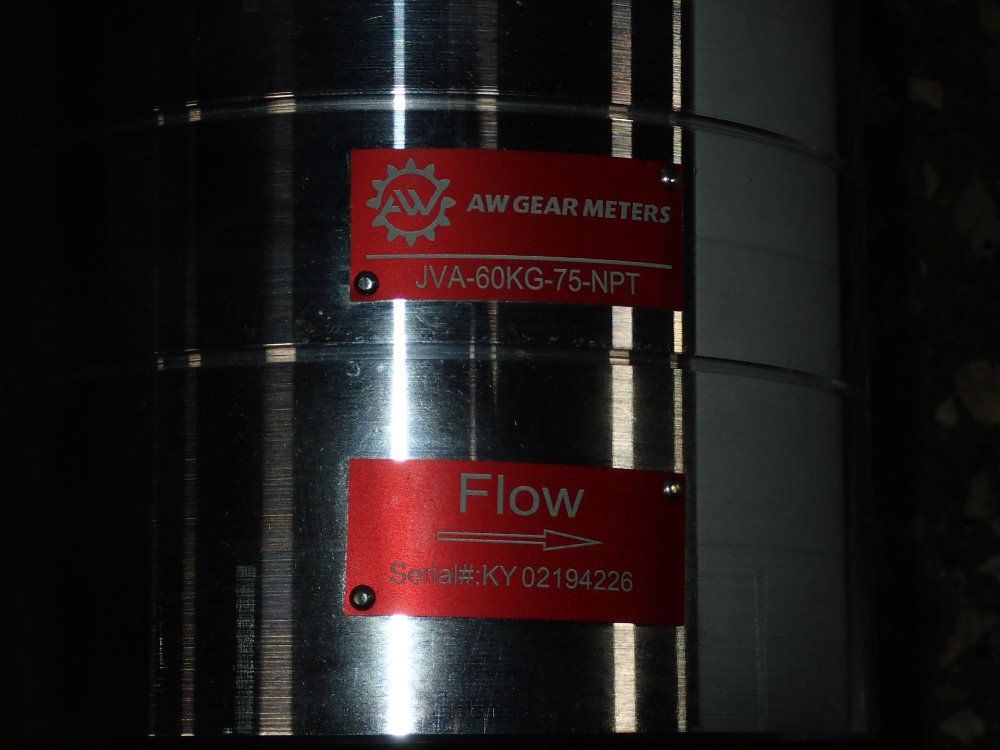 AW
AW GEAR METERS
JVA-60KG-75-NPT
Flow
Serial#:KY 02194226